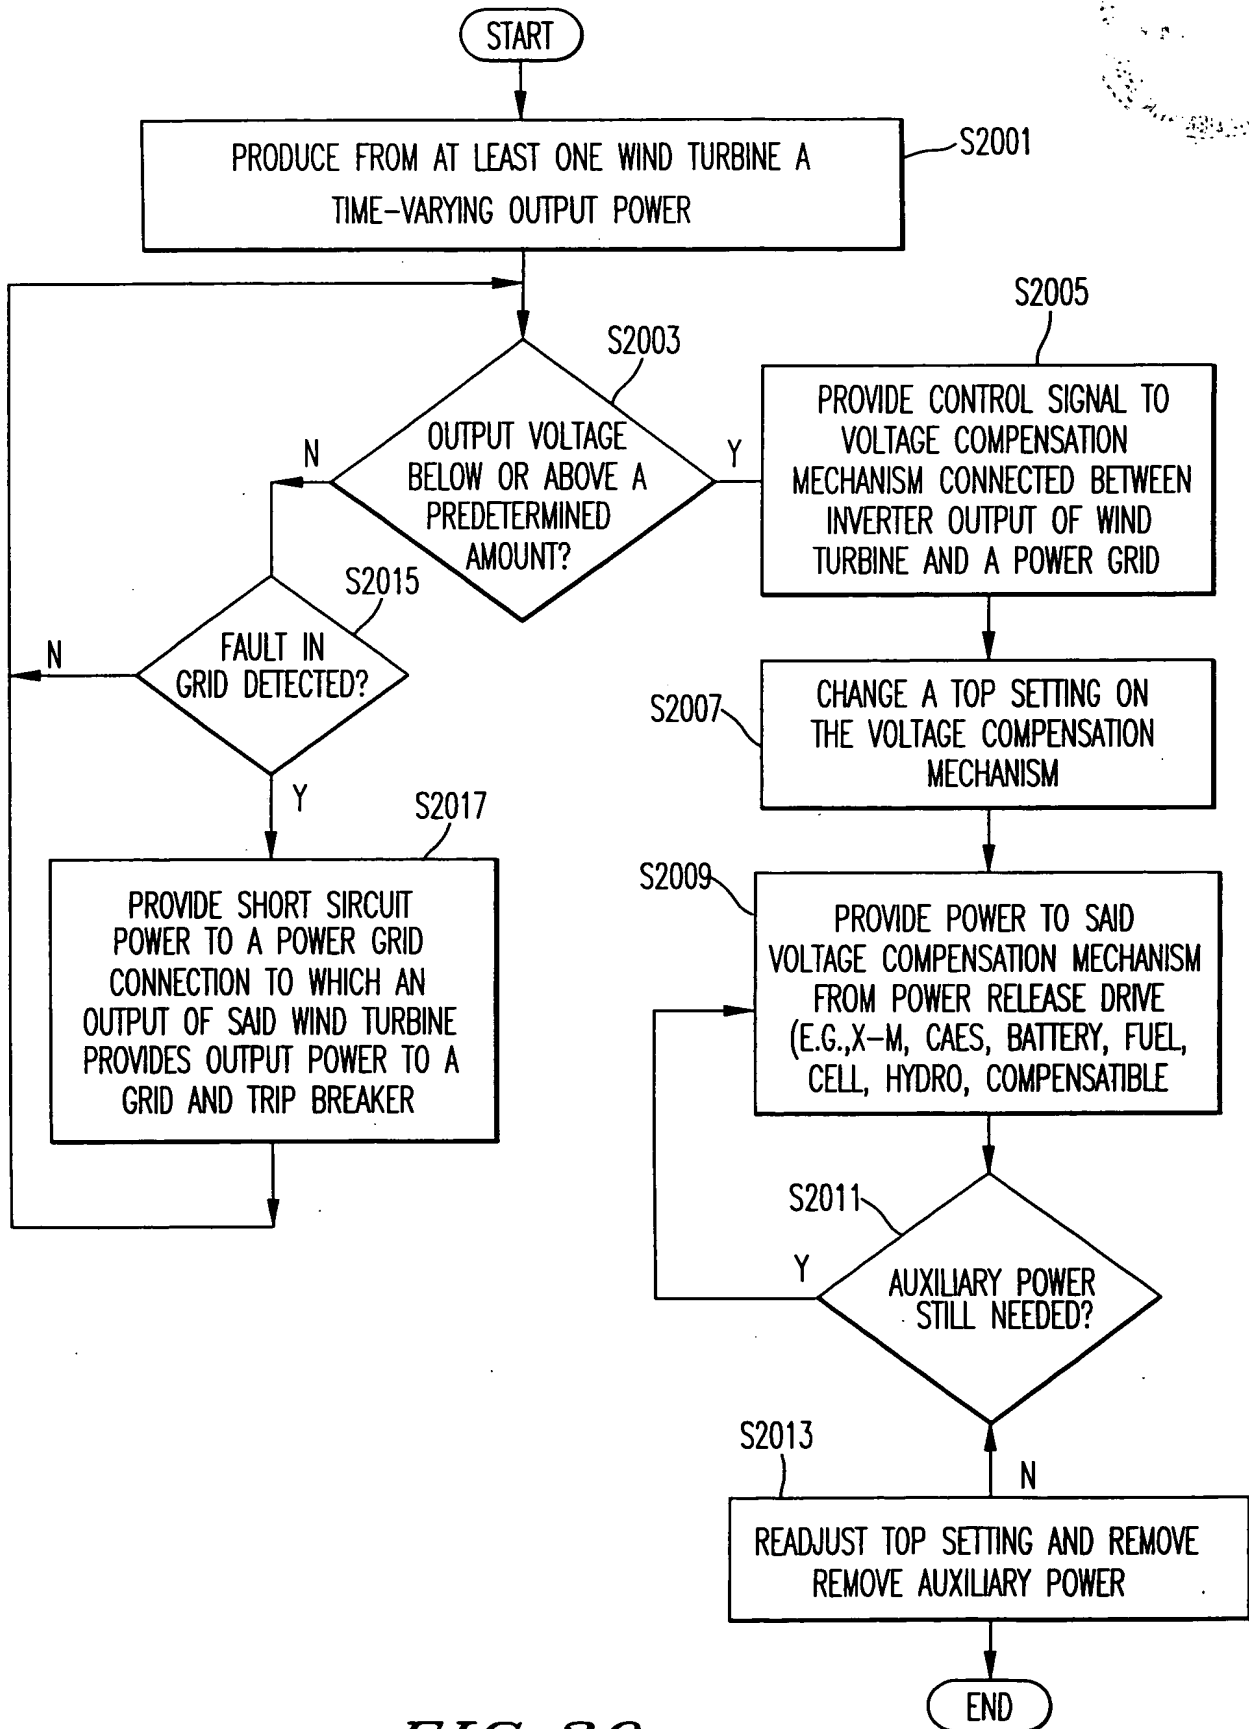 START
PRODUCE FROM AT LEAST ONE WIND TURBINE A
TIME-VARYING OUTPUT POWER
S2001
S2003
OUTPUT VOLTAGE
BELOW OR ABOVE A
PREDETERMINED
AMOUNT?
N
Y
S2005
PROVIDE CONTROL SIGNAL TO
VOLTAGE COMPENSATION
MECHANISM CONNECTED BETWEEN
INVERTER OUTPUT OF WIND
TURBINE AND A POWER GRID
S2015
FAULT IN
GRID DETECTED?
N
Y
S2007
CHANGE A TOP SETTING ON
THE VOLTAGE COMPENSATION
MECHANISM
S2017
PROVIDE SHORT SIRCUIT
POWER TO A POWER GRID
CONNECTION TO WHICH AN
OUTPUT OF SAID WIND TURBINE
PROVIDES OUTPUT POWER TO A
GRID AND TRIP BREAKER
S2009
PROVIDE POWER TO SAID
VOLTAGE COMPENSATION MECHANISM
FROM POWER RELEASE DRIVE
(E.G.,X-M, CAES, BATTERY, FUEL,
CELL, HYDRO, COMPENSATIBLE
S2011
Y
AUXILIARY POWER
STILL NEEDED?
N
S2013
READJUST TOP SETTING AND REMOVE
REMOVE AUXILIARY POWER
END
FIG. 20